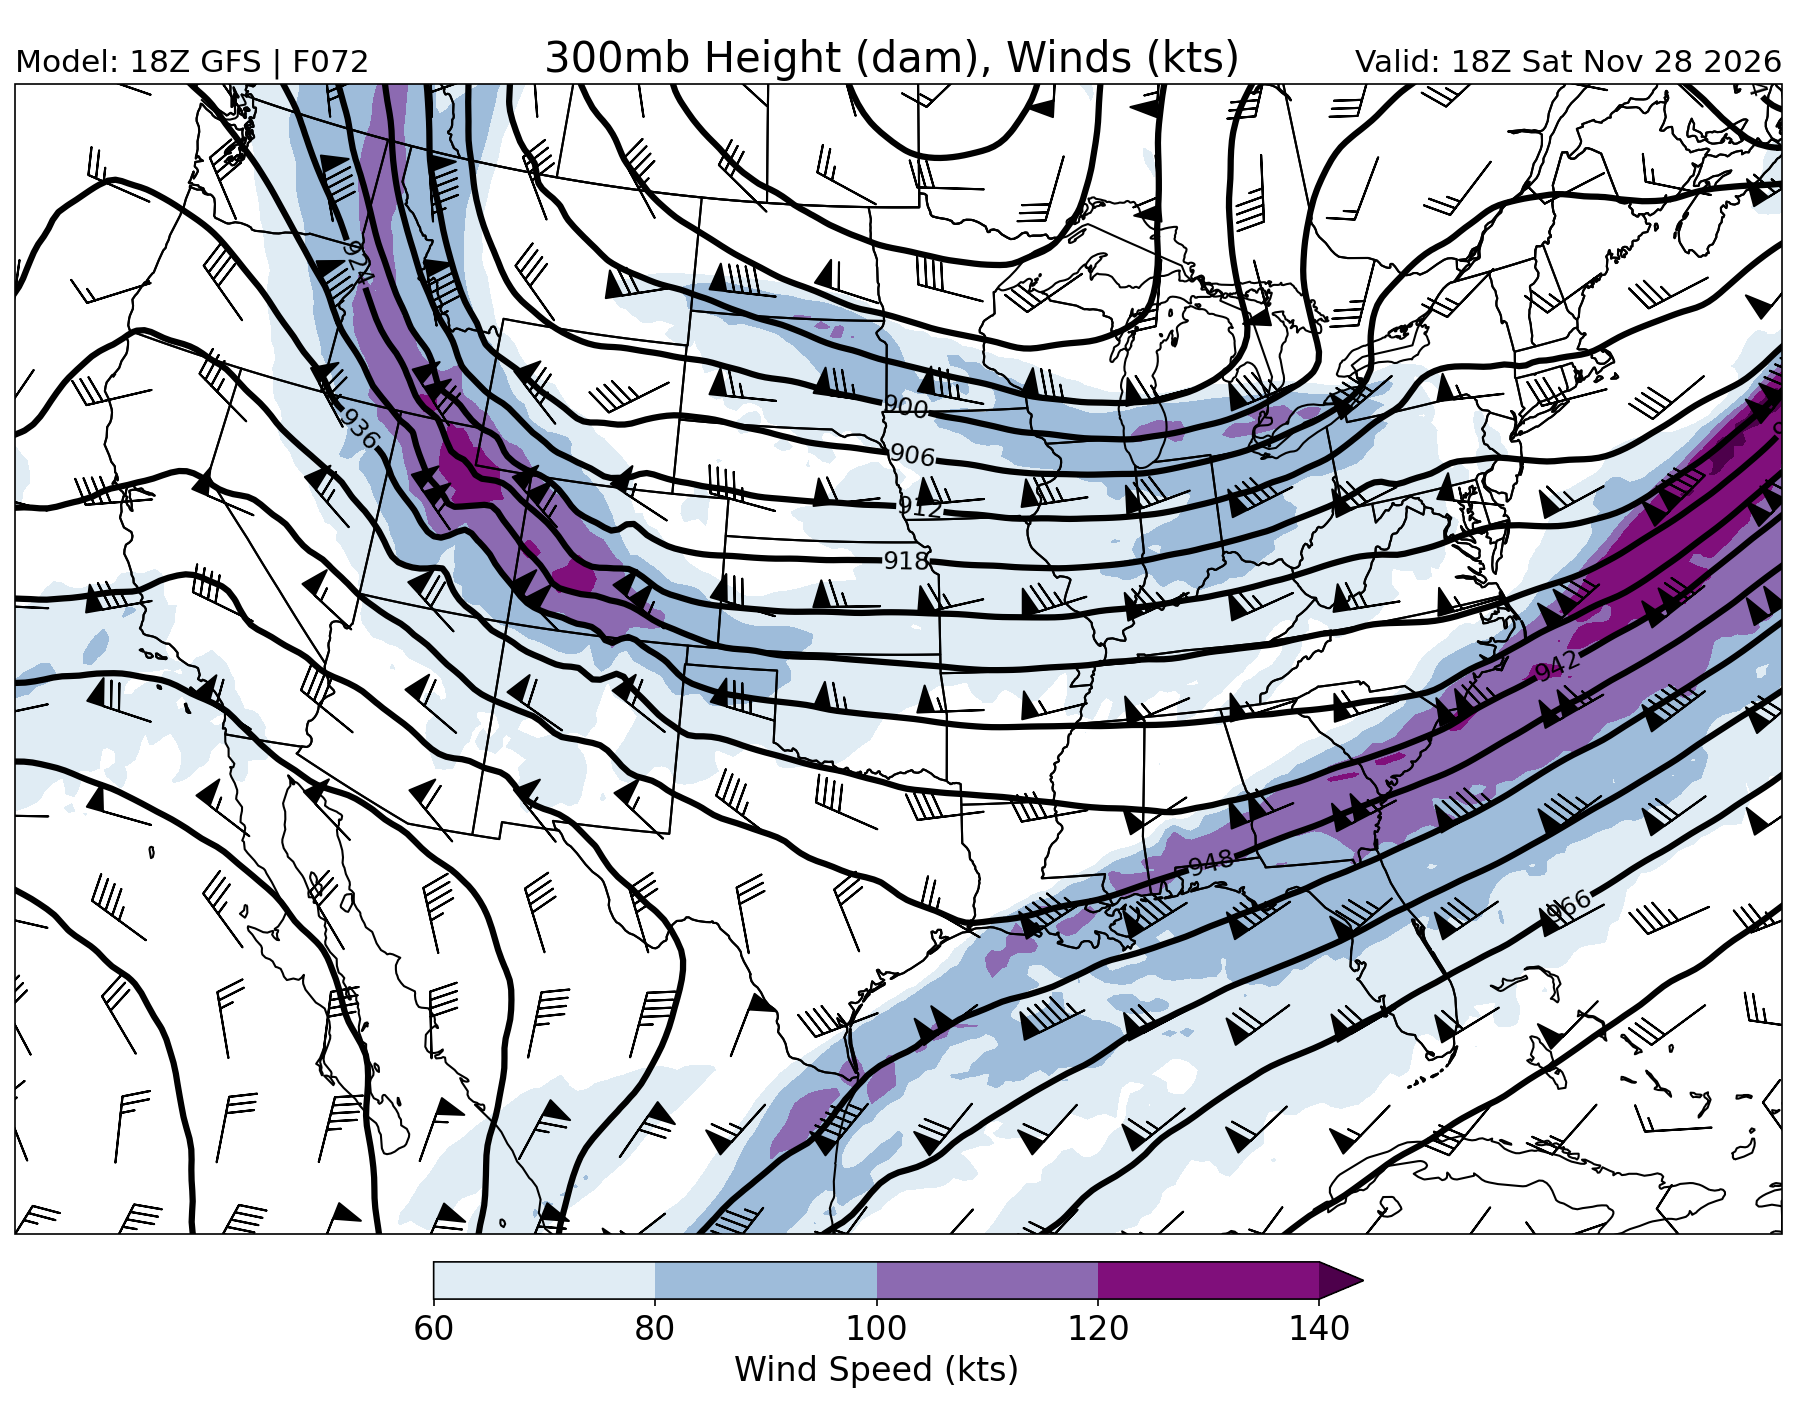 Model: 18Z GFS | F072
300mb Height (dam), Winds (kts)
Valid: 18Z Sat Nov 28 2026
924
936
900
906
912
918
942
948
966
60 80 100 120 140
Wind Speed (kts)